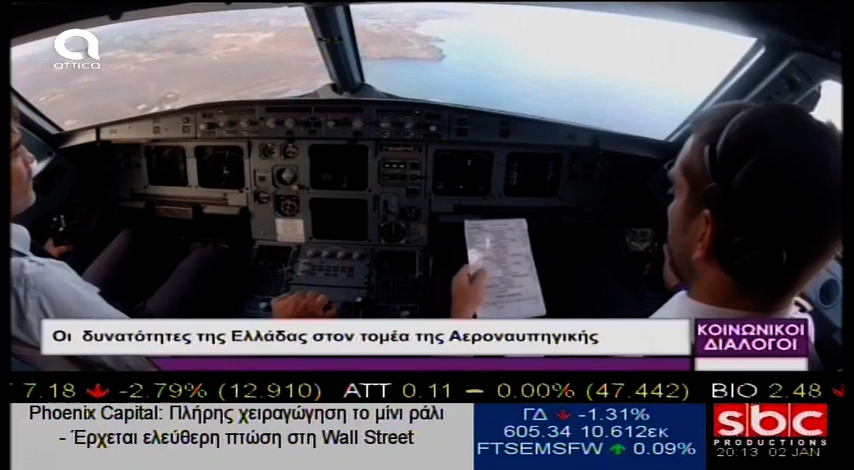 α
αττica
Οι δυνατότητες της Ελλάδας στον τομέα της Αεροναυπηγικής
ΚΟΙΝΩΝΙΚΟΙ
ΔΙΑΛΟΓΟΙ
7.18 -2.79% (12.910) ATT 0.11 0.00% (47.442) BIO 2.48
Phoenix Capital: Πλήρης χειραγώγηση το μίνι ράλι
- Έρχεται ελεύθερη πτώση στη Wall Street
ΓΔ -1.31%
605.34 10.612εκ
FTSEMSFW 0.09%
sbc
PRODUCTIONS
20:13 02 JAN